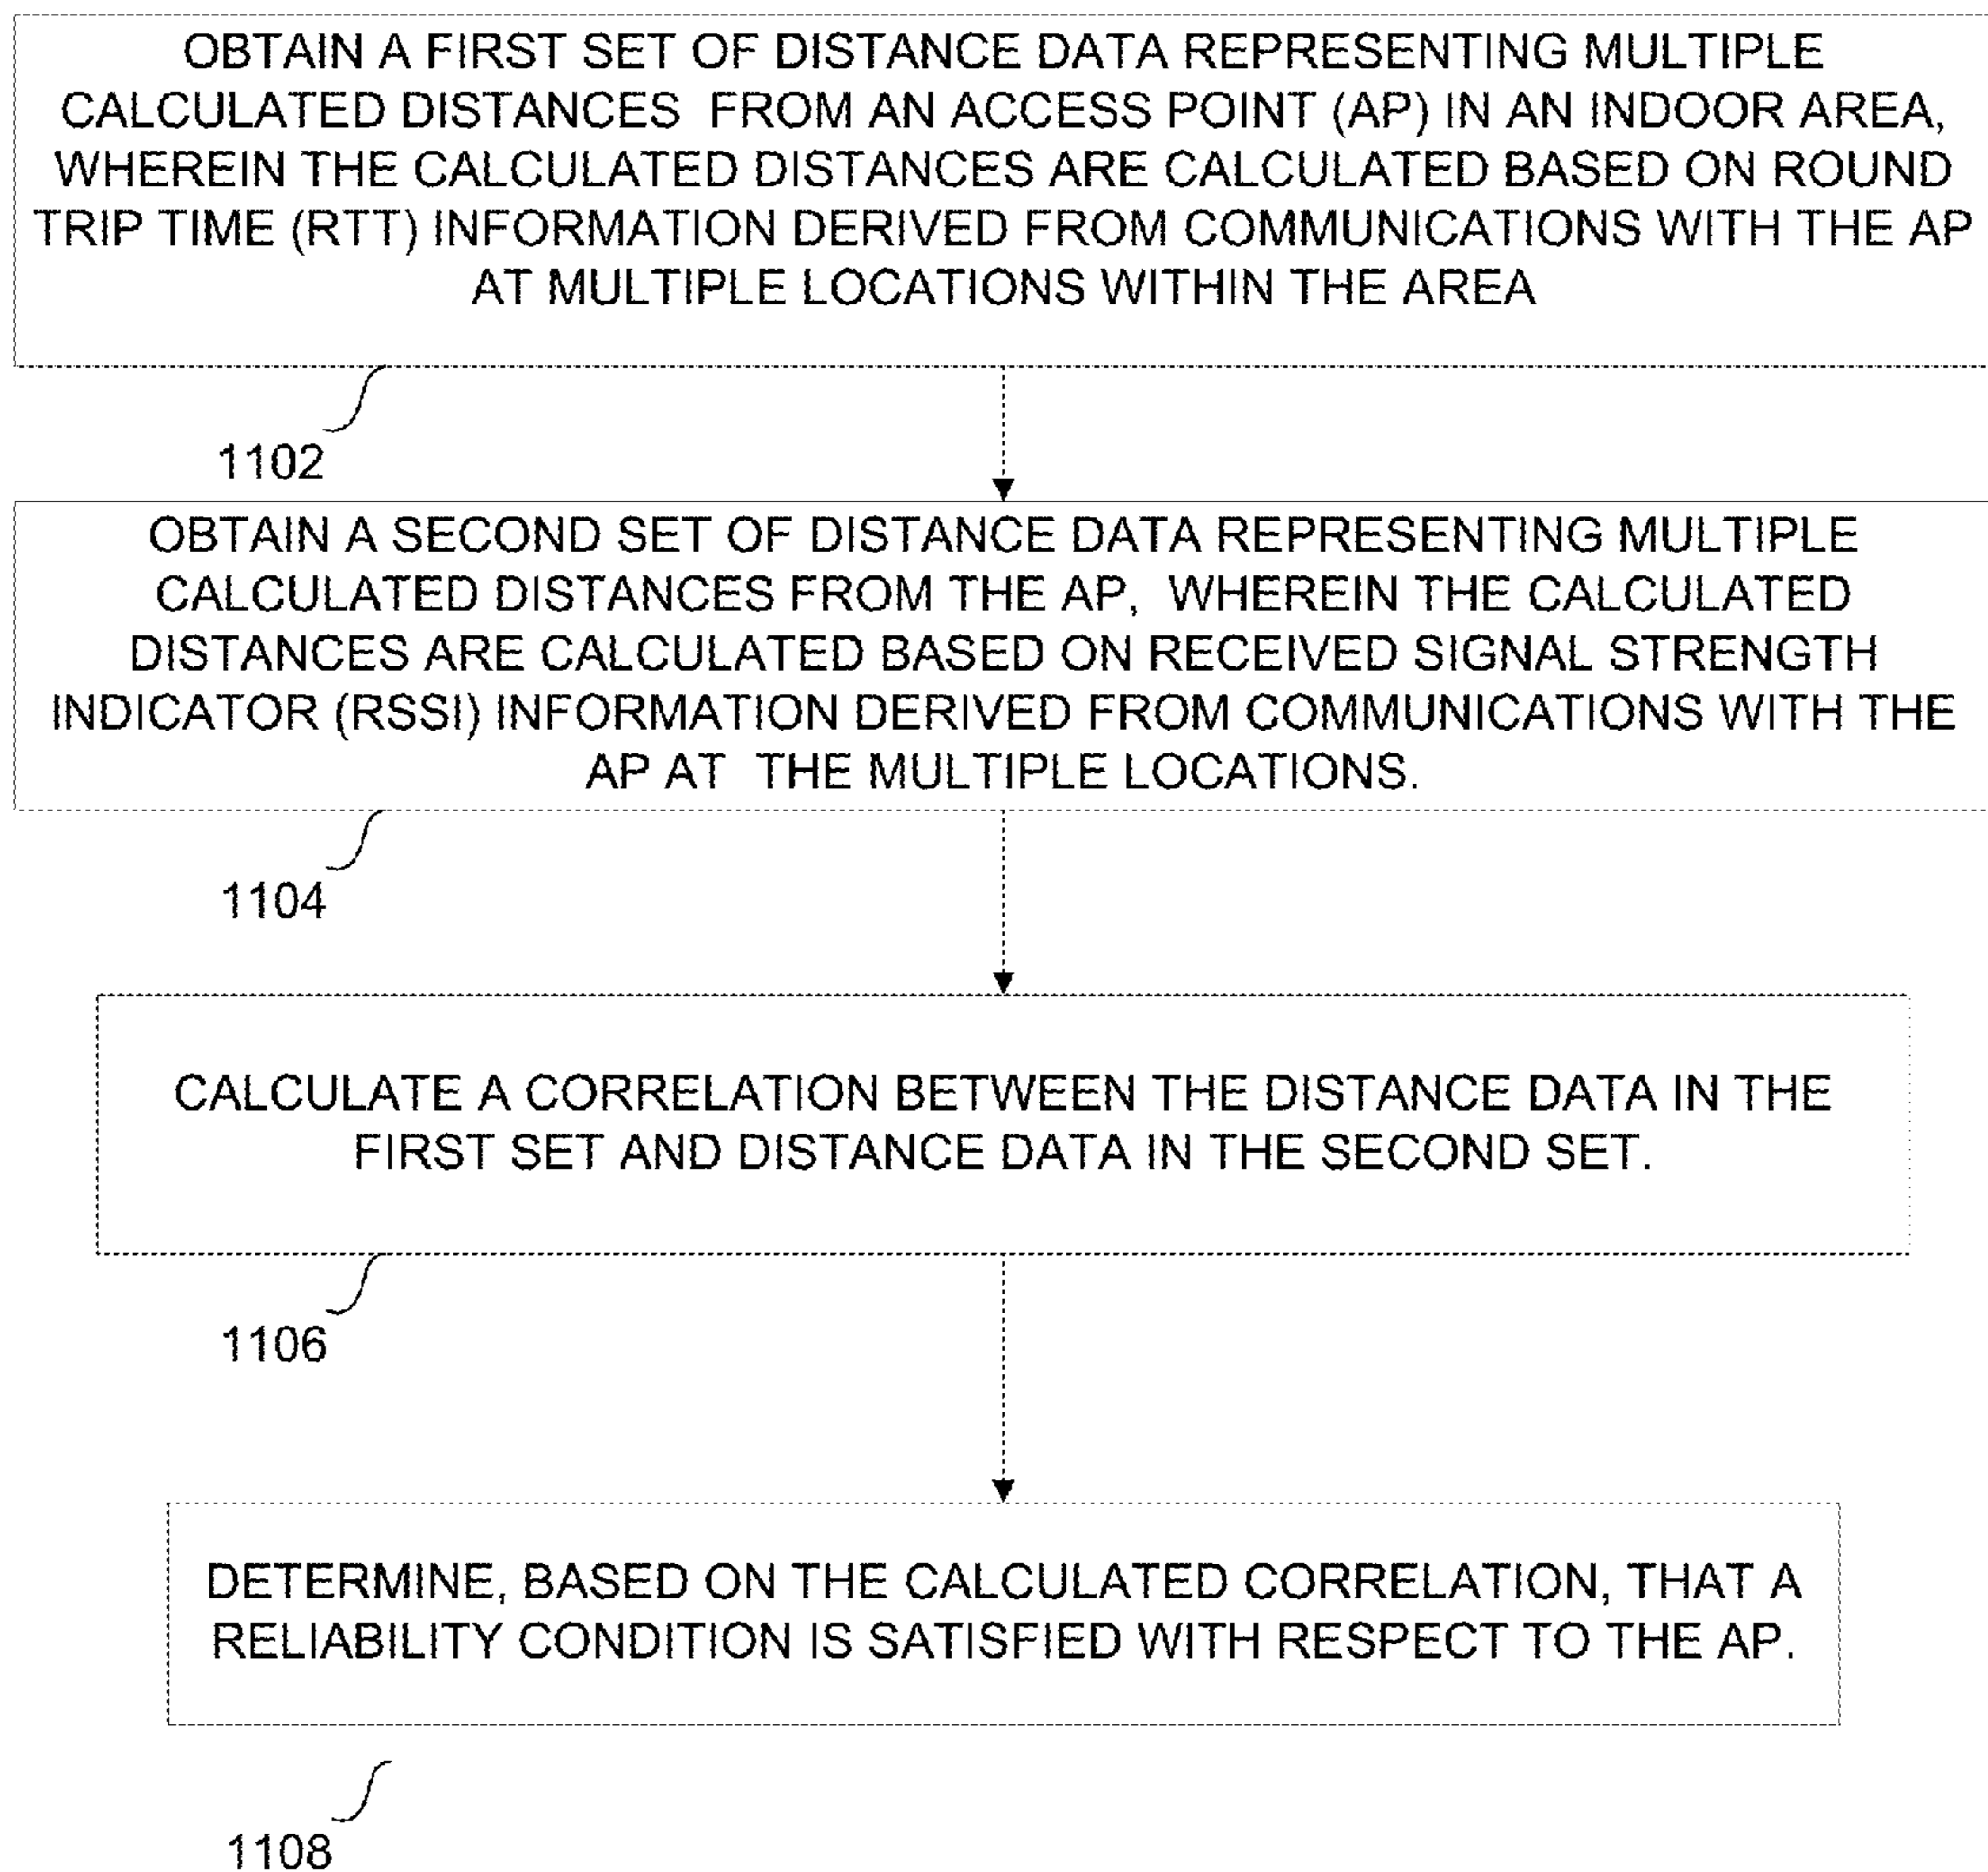 OBTAIN A FIRST SET OF DISTANCE DATA REPRESENTING MULTIPLE
CALCULATED DISTANCES FROM AN ACCESS POINT (AP) IN AN INDOOR AREA,
WHEREIN THE CALCULATED DISTANCES ARE CALCULATED BASED ON ROUND
TRIP TIME (RTT) INFORMATION DERIVED FROM COMMUNICATIONS WITH THE AP
AT MULTIPLE LOCATIONS WITHIN THE AREA
1102
OBTAIN A SECOND SET OF DISTANCE DATA REPRESENTING MULTIPLE
CALCULATED DISTANCES FROM THE AP, WHEREIN THE CALCULATED
DISTANCES ARE CALCULATED BASED ON RECEIVED SIGNAL STRENGTH
INDICATOR (RSSI) INFORMATION DERIVED FROM COMMUNICATIONS WITH THE
AP AT THE MULTIPLE LOCATIONS.
1104
CALCULATE A CORRELATION BETWEEN THE DISTANCE DATA IN THE
FIRST SET AND DISTANCE DATA IN THE SECOND SET.
1106
DETERMINE, BASED ON THE CALCULATED CORRELATION, THAT A
RELIABILITY CONDITION IS SATISFIED WITH RESPECT TO THE AP.
1108